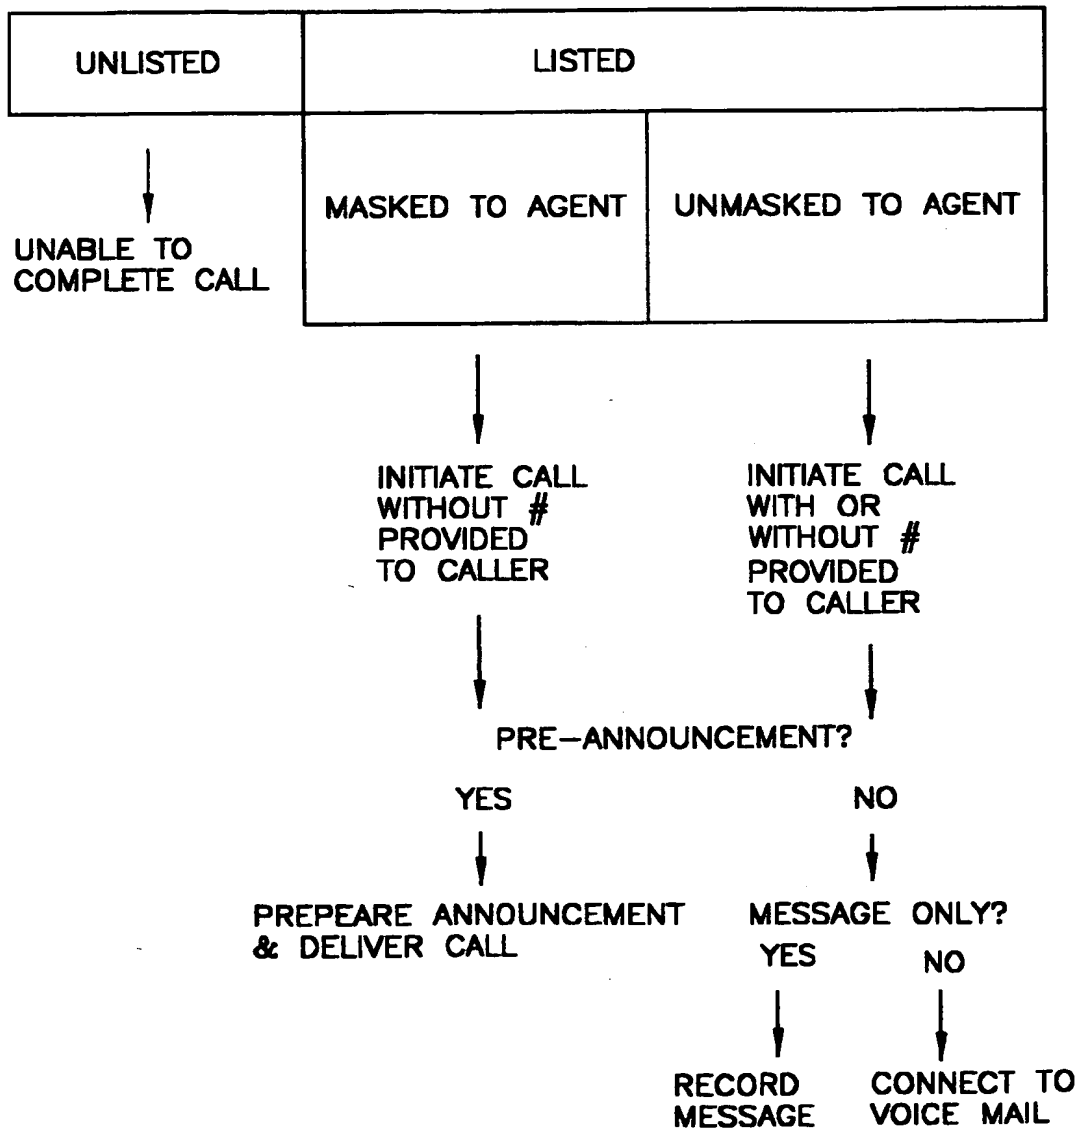 UNLISTED
LISTED
MASKED TO AGENT
UNMASKED TO AGENT
UNABLE TO
COMPLETE CALL
INITIATE CALL
WITHOUT #
PROVIDED
TO CALLER
INITIATE CALL
WITH OR
WITHOUT #
PROVIDED
TO CALLER
PRE-ANNOUNCEMENT?
YES
NO
PREPEARE ANNOUNCEMENT
& DELIVER CALL
MESSAGE ONLY?
YES
NO
RECORD
MESSAGE
CONNECT TO
VOICE MAIL